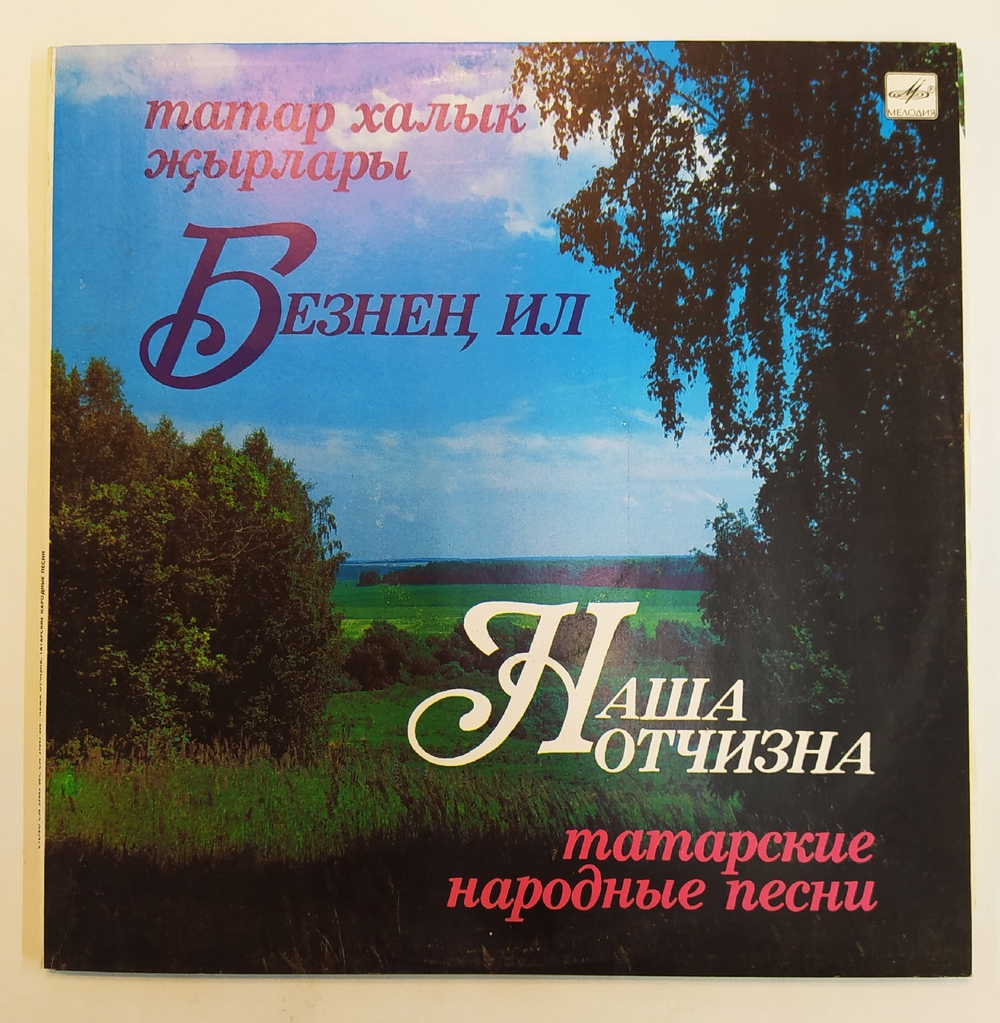 татар халык
җырлары
Безнең ил
МЕЛОДИЯ
Наша
отчизна
татарские
народные песни